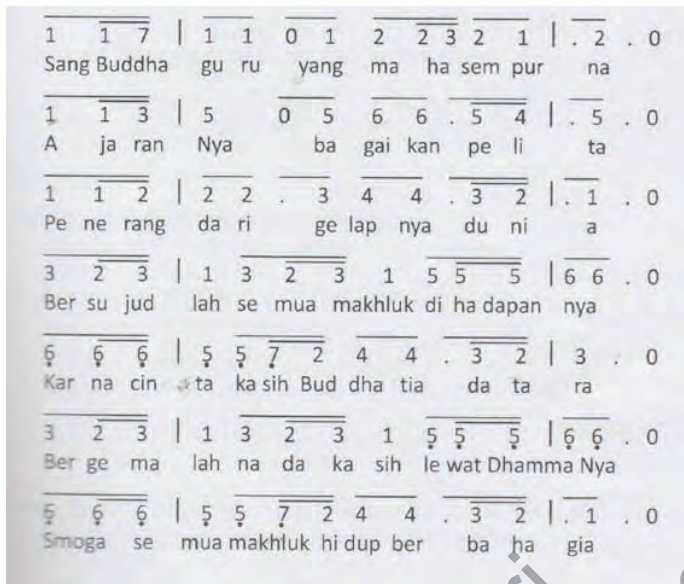 1 1 7 | 1 1 0 1 2 2 3 2 1 | . 2 . 0
Sang Buddha gu ru yang ma ha sem pur na
1 1 3 | 5 0 5 6 6 . 5 4 | . 5 . 0
A ja ran Nya ba gai kan pe li ta
1 1 2 | 2 2 . 3 4 4 . 3 2 | . 1 . 0
Pe ne rang da ri ge lap nya du ni a
3 2 3 | 1 3 2 3 1 5 5 5 | 6 6 . 0
Ber su jud lah se mua makhluk di ha dapan nya
6̣ 6̣ 6̣ | 5̣ 5̣ 7̣ 2 4 4 . 3 2 | 3 . 0
Kar na cin ta ka sih Bud dha tia da ta ra
3 2 3 | 1 3 2 3 1 5̣ 5̣ 5̣ | 6̣ 6̣ . 0
Ber ge ma lah na da ka sih le wat Dhamma Nya
6̣ 6̣ 6̣ | 5̣ 5̣ 7̣ 2 4 4 . 3 2 | . 1 . 0
Smoga se mua makhluk hi dup ber ba ha gia